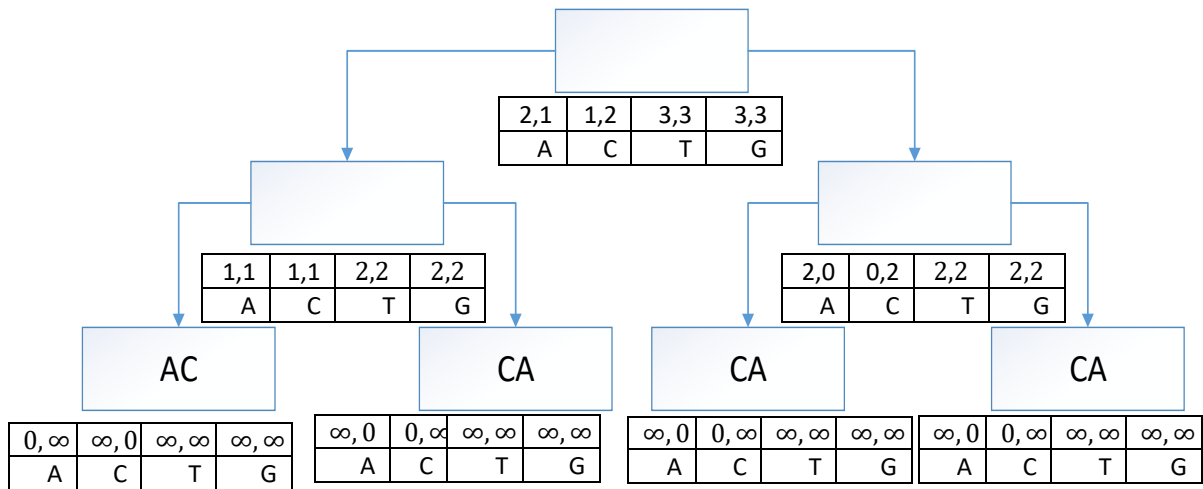 2,1 1,2 3,3 3,3
A C T G
1,1 1,1 2,2 2,2
A C T G
2,0 0,2 2,2 2,2
A C T G
AC CA CA CA
0,∞ ∞,0 ∞,∞ ∞,∞
A C T G
∞,0 0,∞ ∞,∞ ∞,∞
A C T G
∞,0 0,∞ ∞,∞ ∞,∞
A C T G
∞,0 0,∞ ∞,∞ ∞,∞
A C T G